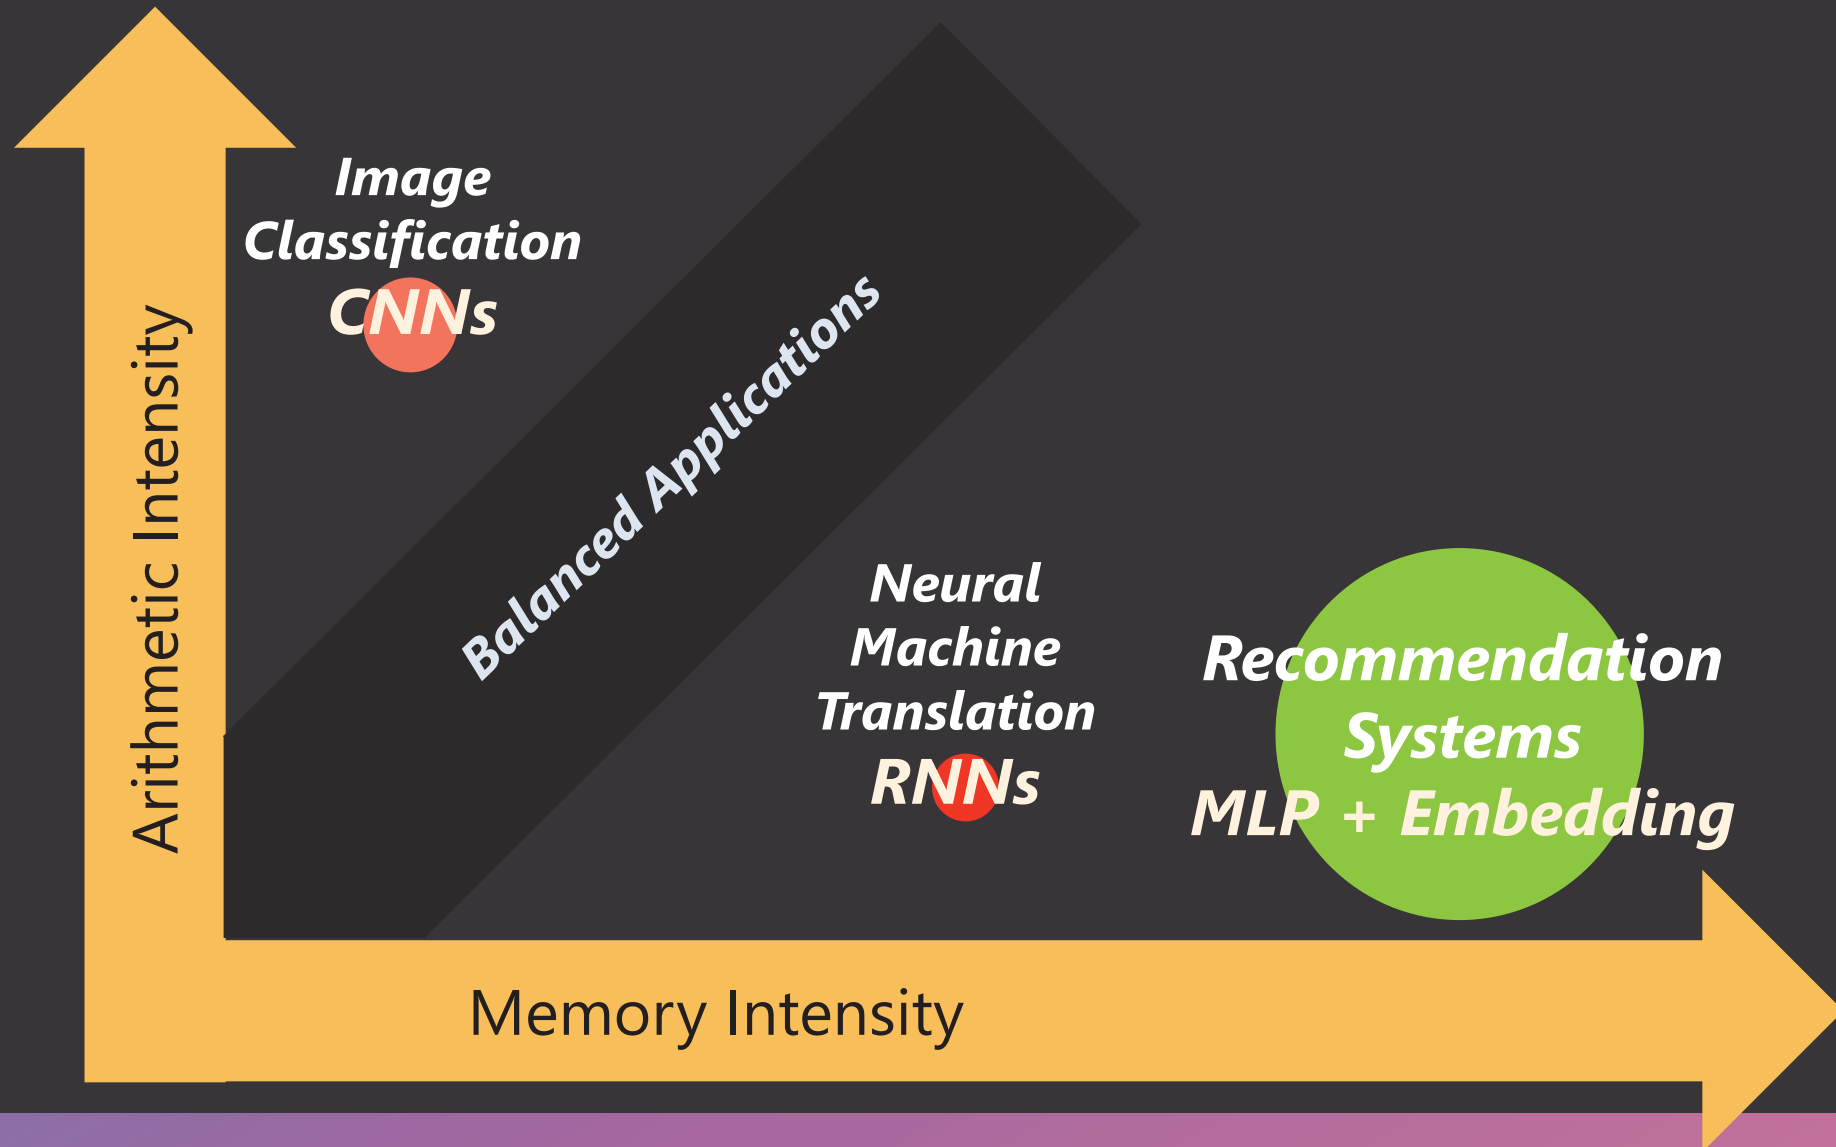 Image
Classification
CNNs
Arithmetic Intensity
Balanced Applications
Neural
Machine
Translation
RNNs
Recommendation
Systems
MLP + Embedding
Memory Intensity